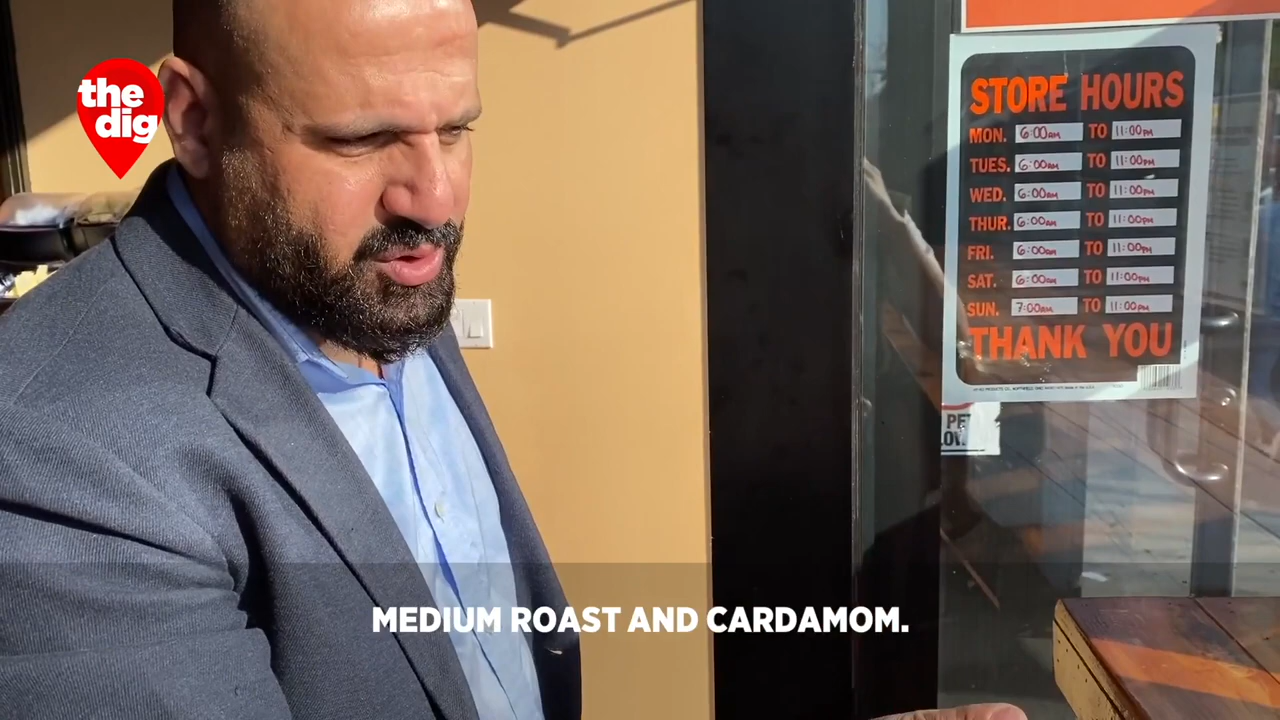 the
dig
STORE HOURS
MON. 6:00AM TO 11:00PM
TUES. 6:00AM TO 11:00PM
WED. 6:00AM TO 11:00PM
THUR. 6:00AM TO 11:00PM
FRI. 6:00AM TO 11:00PM
SAT. 6:00AM TO 11:00PM
SUN. 7:00AM TO 11:00PM
THANK YOU
MEDIUM ROAST AND CARDAMOM.